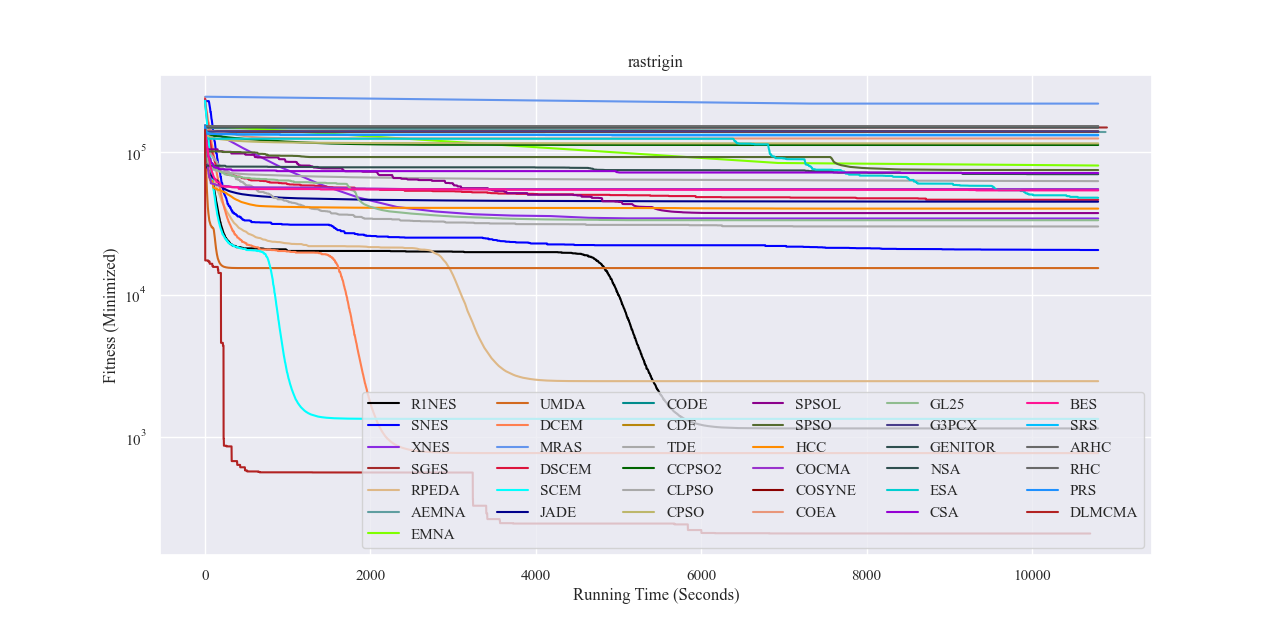 rastrigin
Fitness (Minimized)
10^5
10^4
10^3
R1NES
SNES
XNES
SGES
RPEDA
AEMNA
EMNA
UMDA
DCEM
MRAS
DSCEM
SCEM
JADE
CODE
CDE
TDE
CCPSO2
CLPSO
CPSO
SPSOL
SPSO
HCC
COCMA
COSYNE
COEA
GL25
G3PCX
GENITOR
NSA
ESA
CSA
BES
SRS
ARHC
RHC
PRS
DLMCMA
0 2000 4000 6000 8000 10000
Running Time (Seconds)